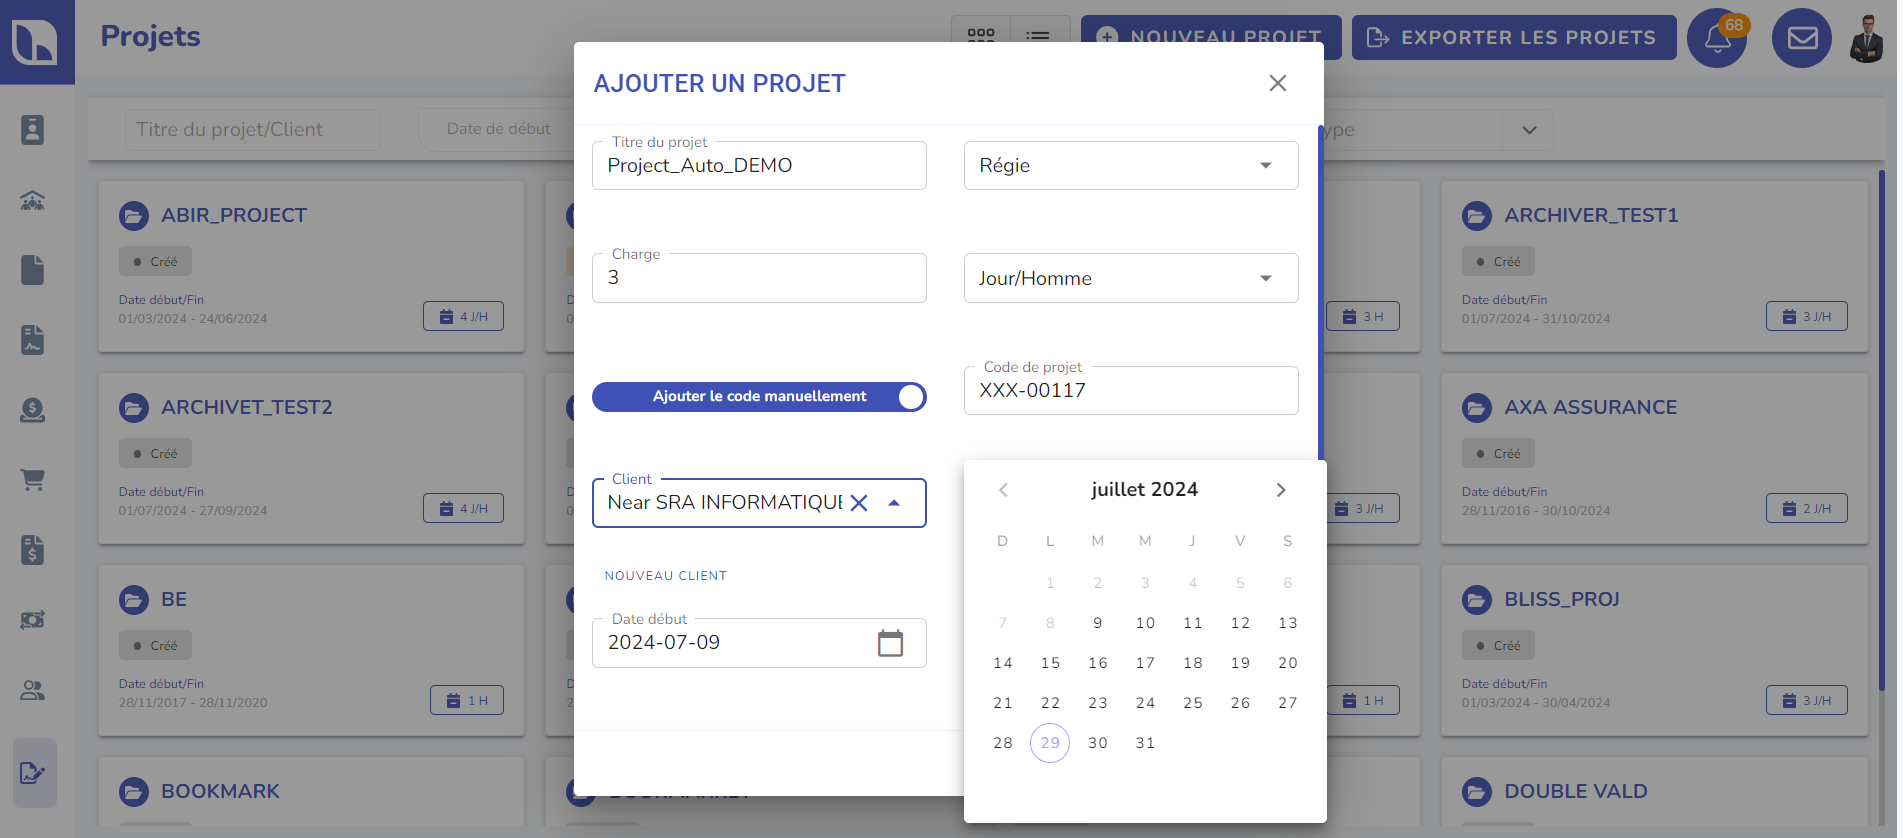 Projets
NOUVEAU PROJET
EXPORTER LES PROJETS
68
AJOUTER UN PROJET
Titre du projet/Client
Date de début
Titre du projet
Project_Auto_DEMO
Régie
Charge
3
Jour/Homme
Ajouter le code manuellement
Code de projet
XXX-00117
Client
Near SRA INFORMATIQUE
NOUVEAU CLIENT
Date début
2024-07-09
juillet 2024
D L M M J V S
1 2 3 4 5 6
7 8 9 10 11 12 13
14 15 16 17 18 19 20
21 22 23 24 25 26 27
28 29 30 31
ABIR_PROJECT
Créé
Date début/Fin
01/03/2024 - 24/06/2024
4 J/H
3 H
ARCHIVER_TEST1
Créé
Date début/Fin
01/07/2024 - 31/10/2024
3 J/H
ARCHIVET_TEST2
Créé
Date début/Fin
01/07/2024 - 27/09/2024
4 J/H
3 J/H
AXA ASSURANCE
Créé
Date début/Fin
28/11/2016 - 30/10/2024
2 J/H
BE
Créé
Date début/Fin
28/11/2017 - 28/11/2020
1 H
1 H
BLISS_PROJ
Créé
Date début/Fin
01/03/2024 - 30/04/2024
3 J/H
BOOKMARK
DOUBLE VALD